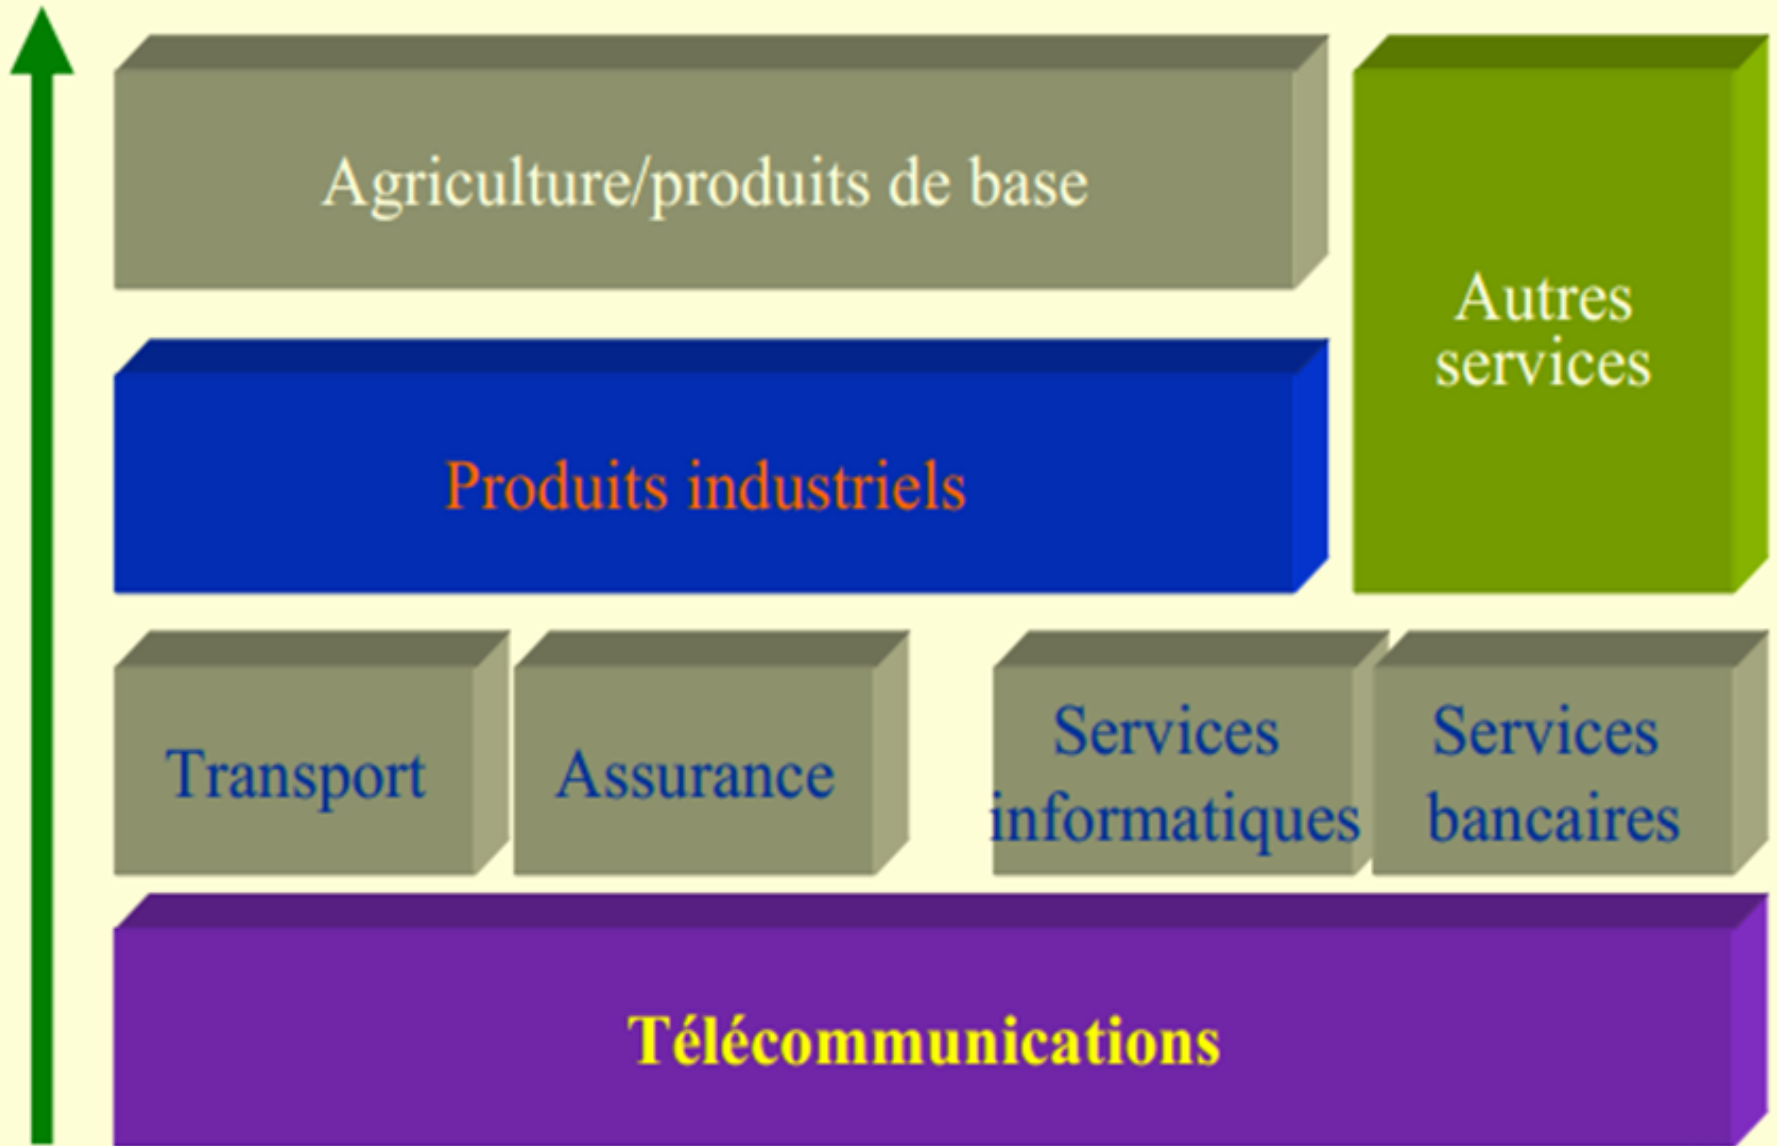 Agriculture/produits de base
Autres
services
Produits industriels
Transport
Assurance
Services
informatiques
Services
bancaires
Télécommunications